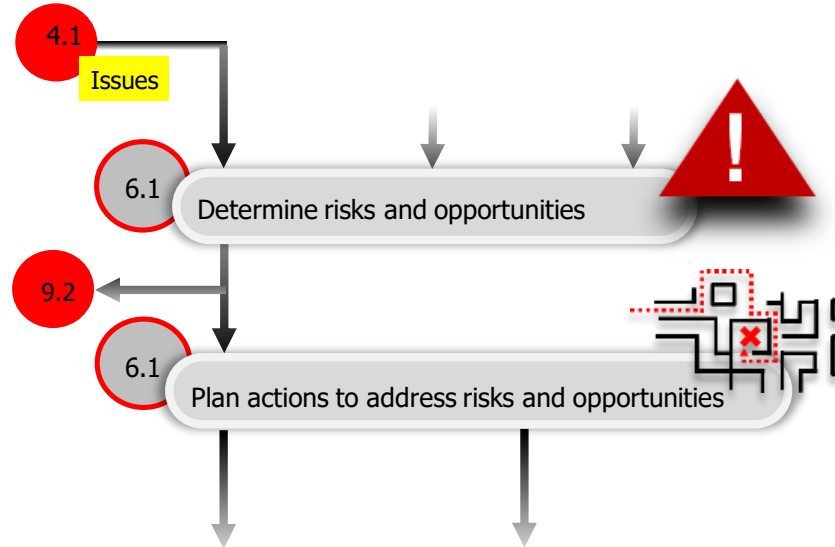 4.1
Issues
6.1
Determine risks and opportunities
!
9.2
6.1
Plan actions to address risks and opportunities